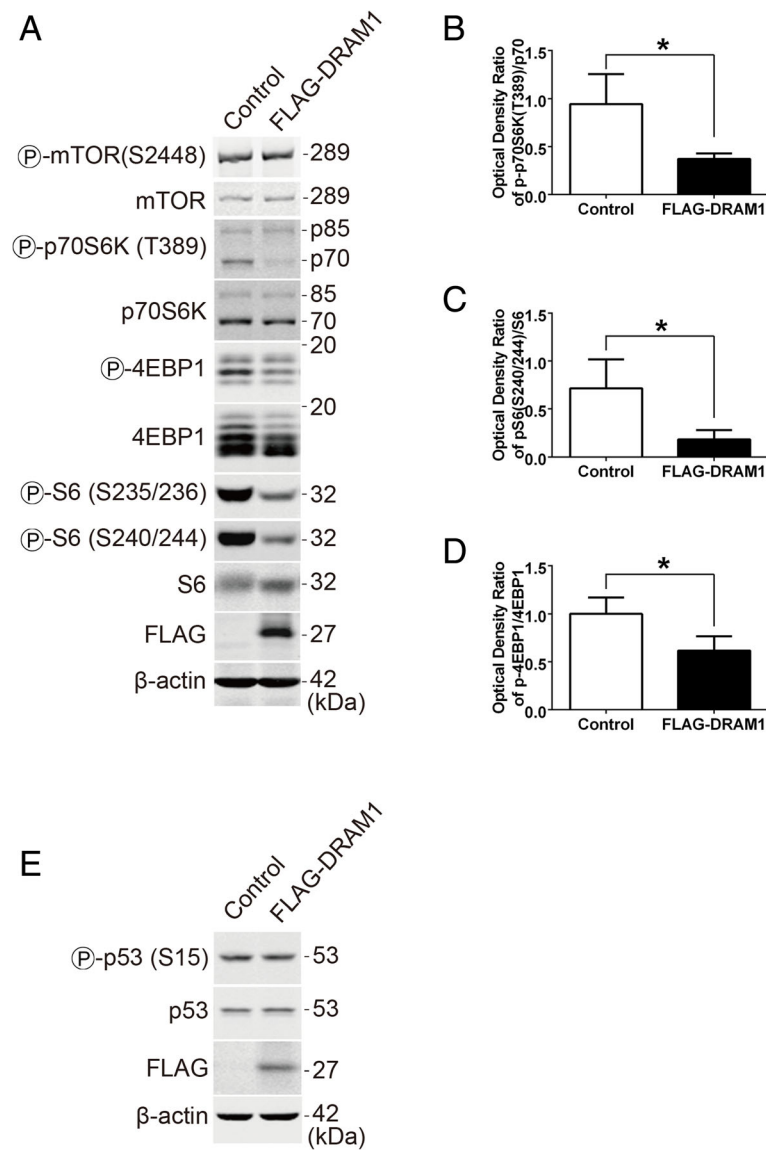 A
Control
FLAG-DRAM1
Ⓟ-mTOR(S2448)
-289
mTOR
-289
Ⓟ-p70S6K (T389)
-p85
-p70
p70S6K
-85
-70
Ⓟ-4EBP1
-20
4EBP1
-20
Ⓟ-S6 (S235/236)
-32
Ⓟ-S6 (S240/244)
-32
S6
-32
FLAG
-27
β-actin
-42
(kDa)
B
Optical Density Ratio
of p-p70S6K(T389)/p70
1.5
1.0
0.5
0.0
*
Control
FLAG-DRAM1
C
Optical Density Ratio
of pS6(S240/244)/S6
1.5
1.0
0.5
0.0
*
Control
FLAG-DRAM1
D
Optical Density Ratio
of p-4EBP1/4EBP1
1.5
1.0
0.5
0.0
*
Control
FLAG-DRAM1
E
Control
FLAG-DRAM1
Ⓟ-p53 (S15)
-53
p53
-53
FLAG
-27
β-actin
-42
(kDa)